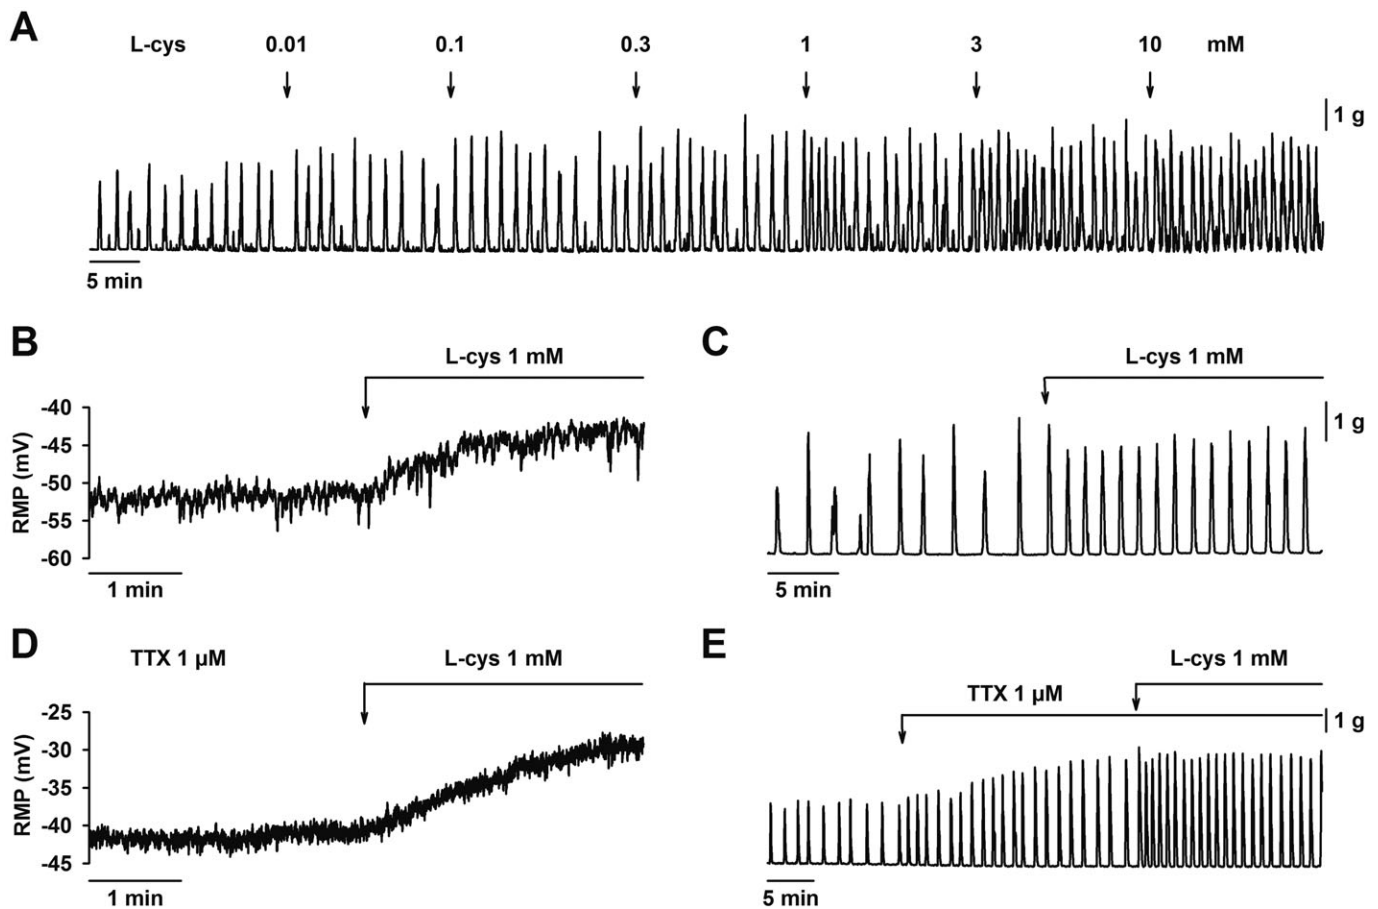 A
L-cys 0.01 0.1 0.3 1 3 10 mM
1 g
5 min
B
L-cys 1 mM
RMP (mV)
-40
-45
-50
-55
-60
1 min
C
L-cys 1 mM
1 g
5 min
D
TTX 1 µM
L-cys 1 mM
RMP (mV)
-25
-30
-35
-40
-45
1 min
E
L-cys 1 mM
TTX 1 µM
1 g
5 min